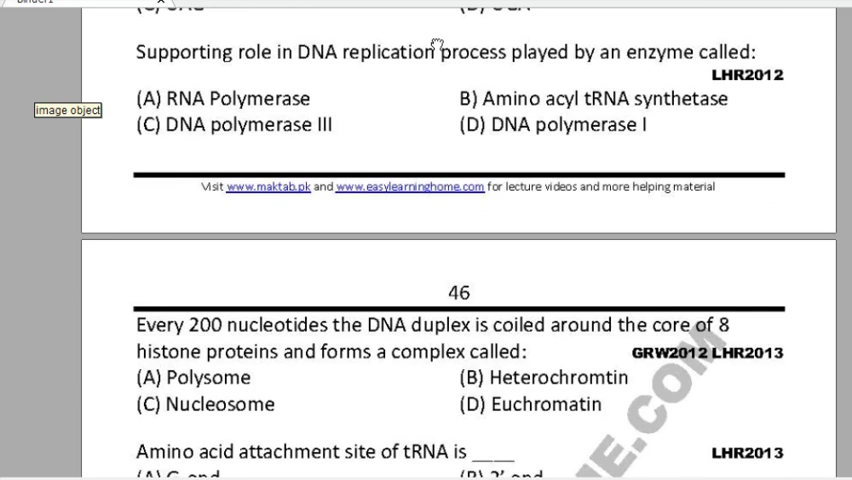 Supporting role in DNA replication process played by an enzyme called:
LHR2012
image object
(A) RNA Polymerase B) Amino acyl tRNA synthetase
(C) DNA polymerase III (D) DNA polymerase I
Visit www.maktab.pk and www.easylearninghome.com for lecture videos and more helping material
46
Every 200 nucleotides the DNA duplex is coiled around the core of 8
histone proteins and forms a complex called: GRW2012 LHR2013
(A) Polysome (B) Heterochromtin
(C) Nucleosome (D) Euchromatin
Amino acid attachment site of tRNA is ____ LHR2013